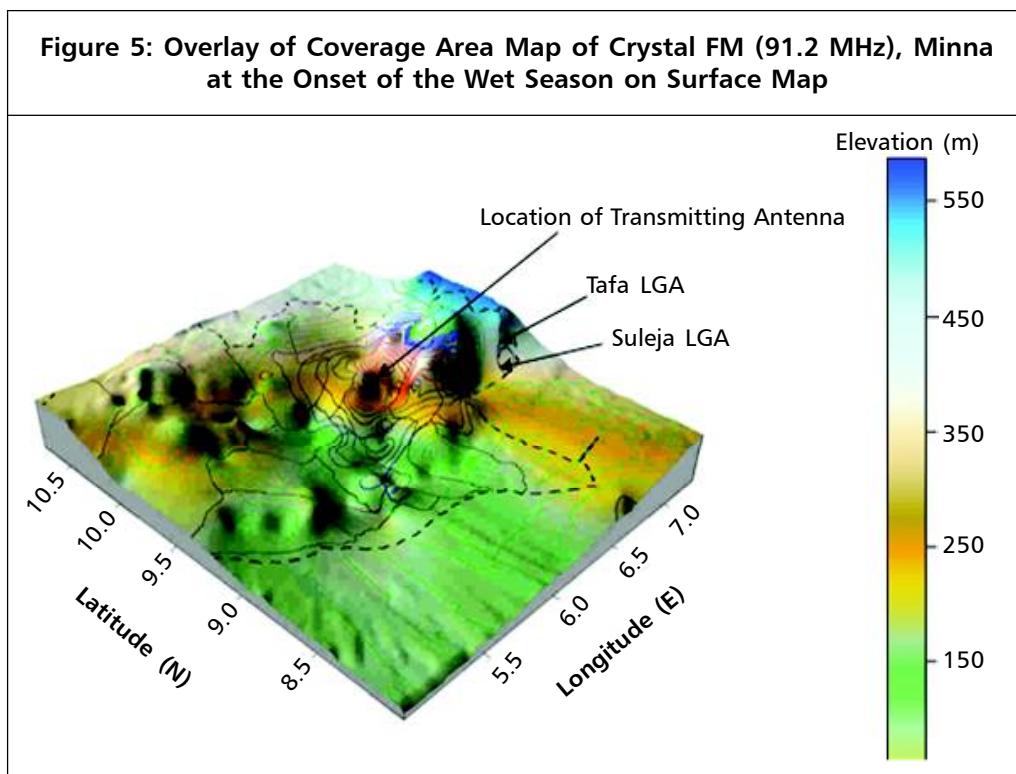 Figure 5: Overlay of Coverage Area Map of Crystal FM (91.2 MHz), Minna
at the Onset of the Wet Season on Surface Map
Elevation (m)
Location of Transmitting Antenna
Tafa LGA
Suleja LGA
550
450
350
250
150
10.5
10.0
9.5
9.0
8.5
Latitude (N)
7.0
6.5
6.0
5.5
Longitude (E)